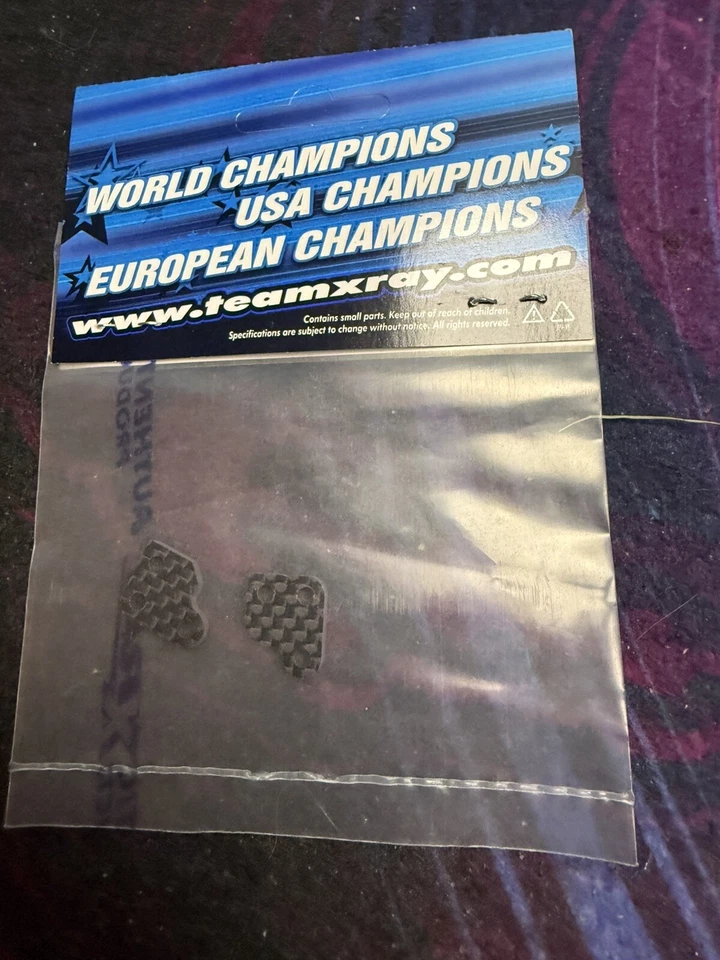 WORLD CHAMPIONS
USA CHAMPIONS
EUROPEAN CHAMPIONS
www.teamxray.com
Contains small parts. Keep out of reach of children.
Specifications are subject to change without notice. All rights reserved.